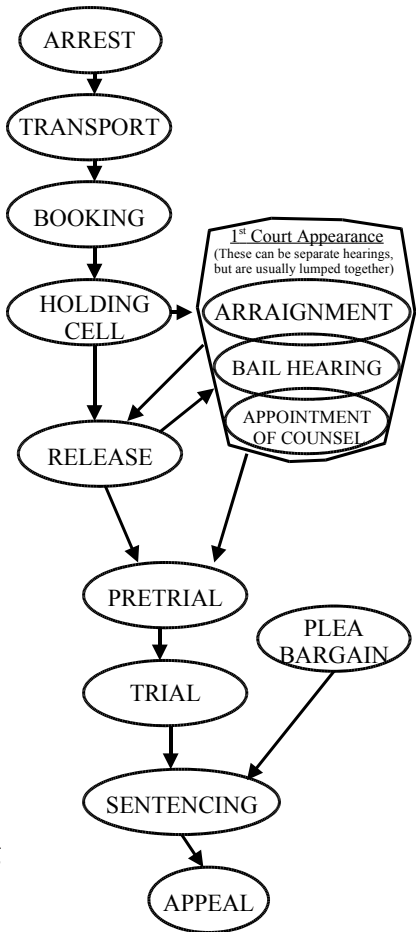 ARREST
TRANSPORT
BOOKING
1st Court Appearance
(These can be separate hearings,
but are usually lumped together)
HOLDING
CELL
ARRAIGNMENT
BAIL HEARING
APPOINTMENT
OF COUNSEL
RELEASE
PRETRIAL
PLEA
BARGAIN
TRIAL
SENTENCING
APPEAL